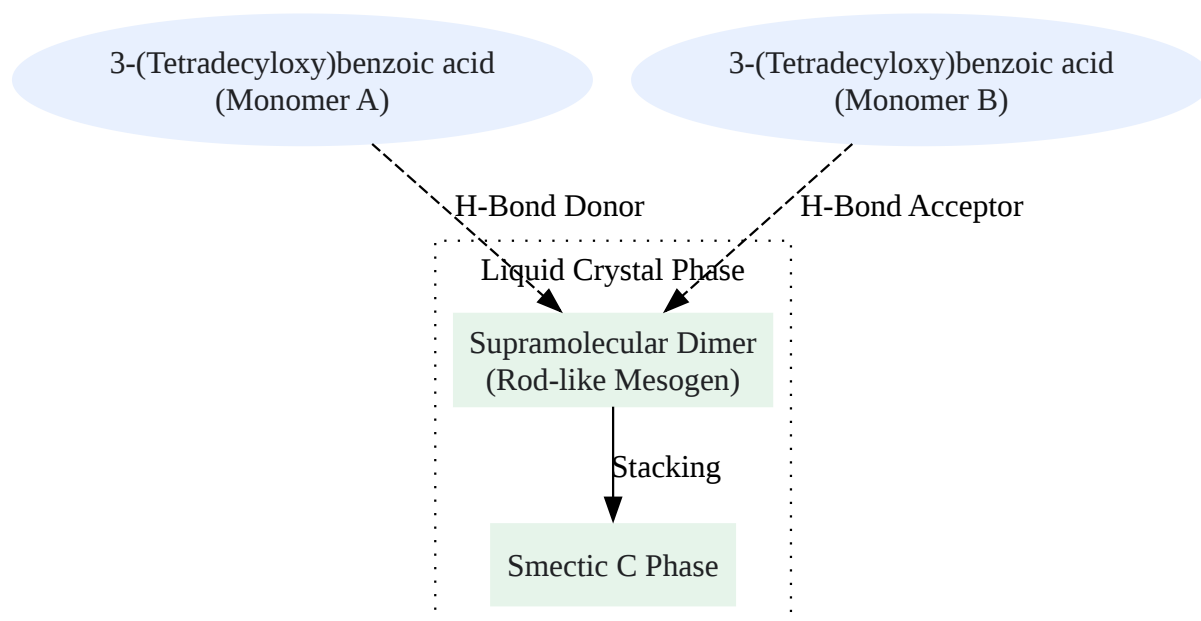 3-(Tetradecyloxy)benzoic acid
(Monomer A)
3-(Tetradecyloxy)benzoic acid
(Monomer B)
H-Bond Donor
H-Bond Acceptor
Liquid Crystal Phase
Supramolecular Dimer
(Rod-like Mesogen)
Stacking
Smectic C Phase